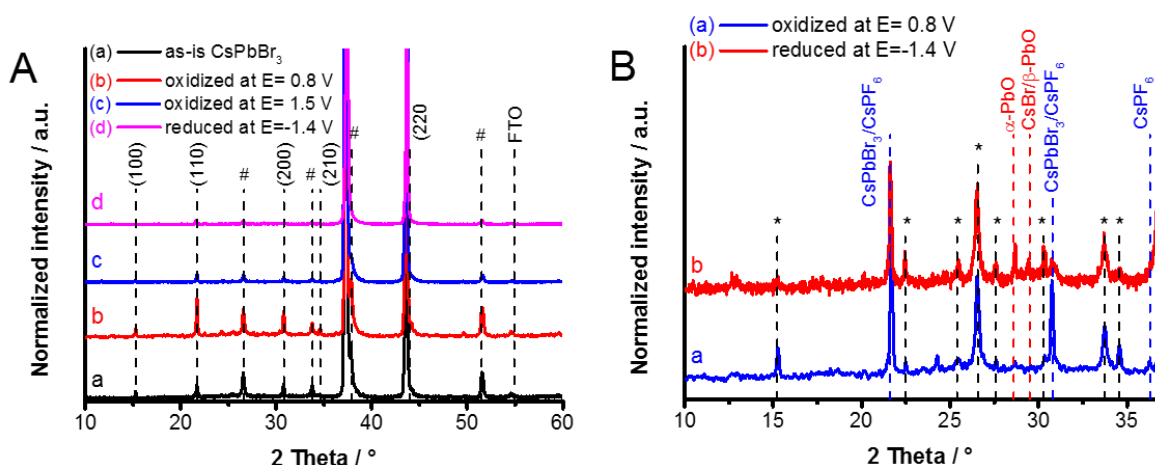 A
(a) as-is CsPbBr3
(b) oxidized at E= 0.8 V
(c) oxidized at E= 1.5 V
(d) reduced at E=-1.4 V
(100)
(110)
#
(200)
#
(210)
#
(220
#
FTO
d
c
b
a
Normalized intensity / a.u.
10 20 30 40 50 60
2 Theta / °
B
(a) oxidized at E= 0.8 V
(b) reduced at E=-1.4 V
CsPbBr3/CsPF6
α-PbO
CsBr/β-PbO
CsPbBr3/CsPF6
CsPF6
* * * * * * * *
b
a
Normalized intensity / a.u.
10 15 20 25 30 35
2 Theta / °